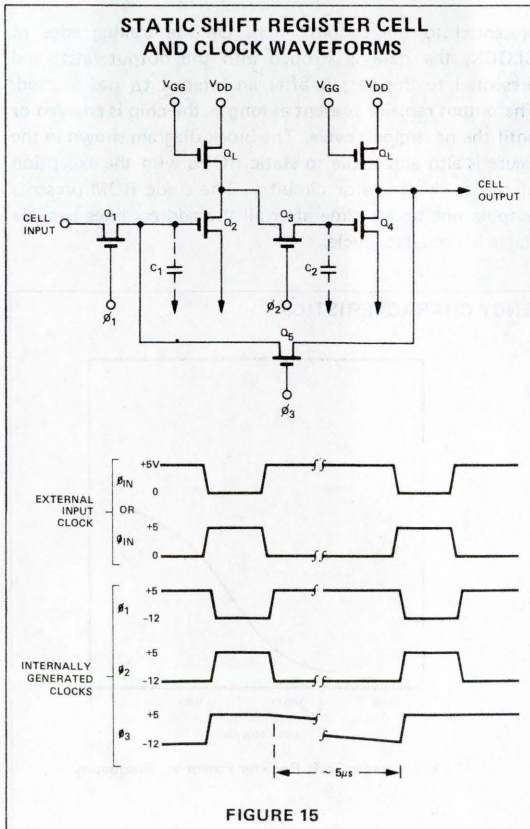 STATIC SHIFT REGISTER CELL
AND CLOCK WAVEFORMS
VGG VDD VGG VDD
QL QL
CELL
INPUT
Q1 Q2 Q3 Q4
CELL
OUTPUT
C1 C2
Ø1 Ø2
Q5
Ø3
EXTERNAL
INPUT
CLOCK
ØIN +5V
0
OR
ØIN +5
0
INTERNALLY
GENERATED
CLOCKS
Ø1 +5
-12
Ø2 +5
-12
Ø3 +5
-12
5µs
FIGURE 15